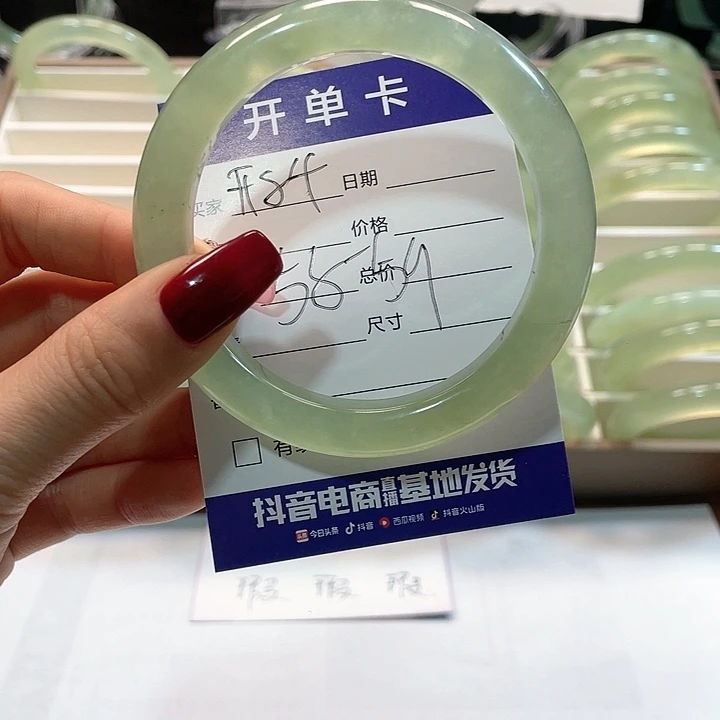 开单卡
买家 日期
价格
58-59 总价
尺寸
有
抖音电商直播基地发货
今日头条 抖音 西瓜视频 抖音火山版